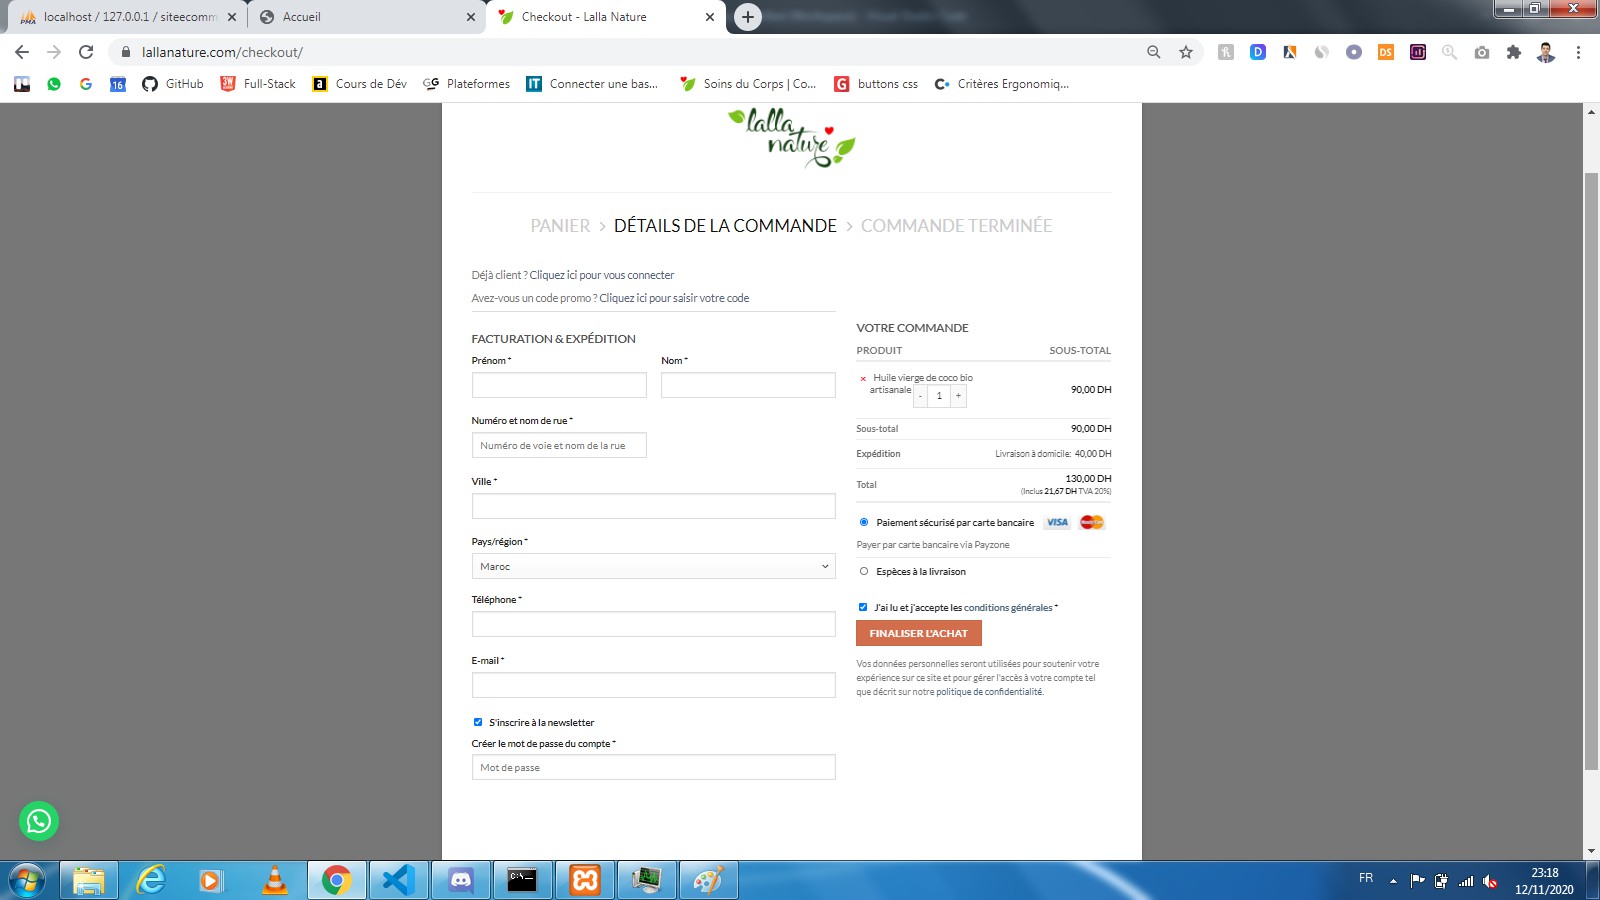 localhost / 127.0.0.1 / siteecomm
Accueil
Checkout - Lalla Nature
lallanature.com/checkout/
16
GitHub
Full-Stack
Cours de Dév
Plateformes
Connecter une bas...
Soins du Corps | Co...
buttons css
Critères Ergonomiq...
lalla
nature
PANIER > DÉTAILS DE LA COMMANDE > COMMANDE TERMINÉE
Déjà client ? Cliquez ici pour vous connecter
Avez-vous un code promo ? Cliquez ici pour saisir votre code
FACTURATION & EXPÉDITION
Prénom * Nom *
Numéro et nom de rue *
Numéro de voie et nom de la rue
Ville *
Pays/région *
Maroc
Téléphone *
E-mail *
S'inscrire à la newsletter
Créer le mot de passe du compte *
Mot de passe
VOTRE COMMANDE
PRODUIT SOUS-TOTAL
× Huile vierge de coco bio
artisanale - 1 + 90,00 DH
Sous-total 90,00 DH
Expédition Livraison à domicile: 40,00 DH
Total 130,00 DH
(Inclus 21,67 DH TVA 20%)
Paiement sécurisé par carte bancaire VISA MasterCard
Payer par carte bancaire via Payzone
Espèces à la livraison
J'ai lu et j'accepte les conditions générales *
FINALISER L'ACHAT
Vos données personnelles seront utilisées pour soutenir votre
expérience sur ce site et pour gérer l'accès à votre compte tel
que décrit sur notre politique de confidentialité.
FR
23:18
12/11/2020